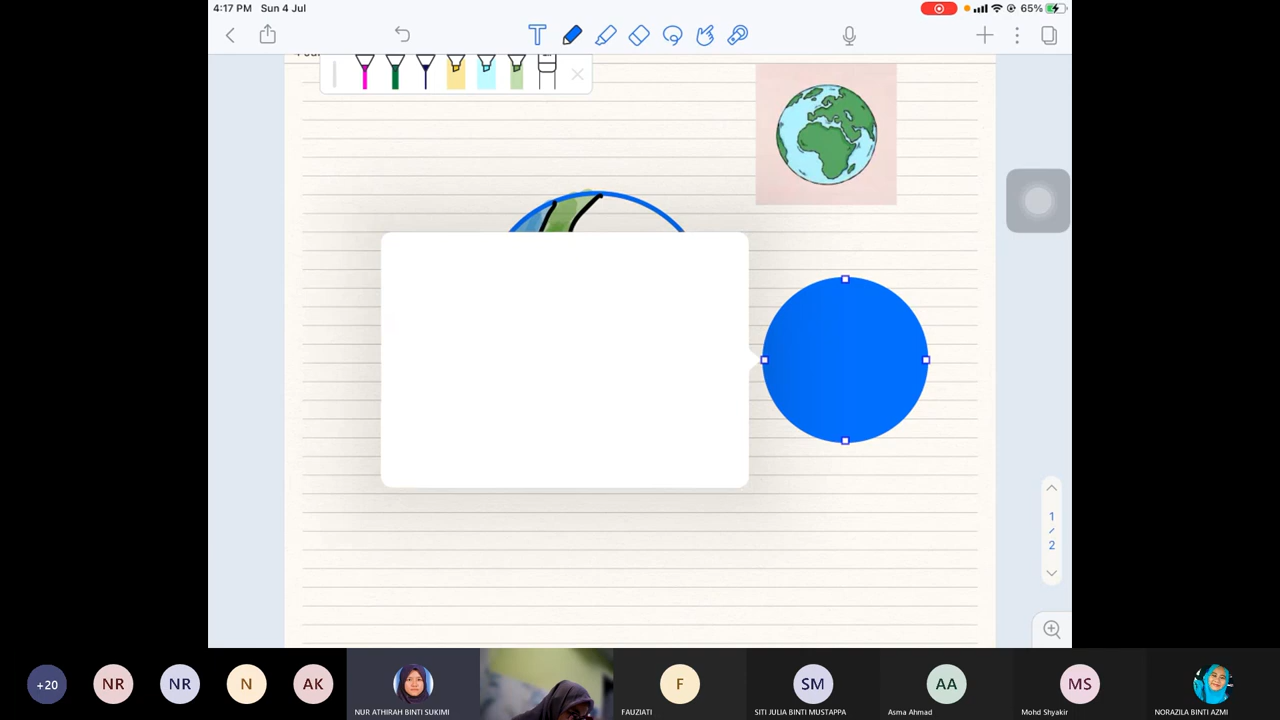 4:17 PM Sun 4 Jul
65%
T
1
/
2
+20
NR
NR
N
AK
F
SM
AA
MS
NUR ATHIRAH BINTI SUKIMI
FAUZIATI
SITI JULIA BINTI MUSTAPPA
Asma Ahmad
Mohd Shyakir
NORAZILA BINTI AZMI